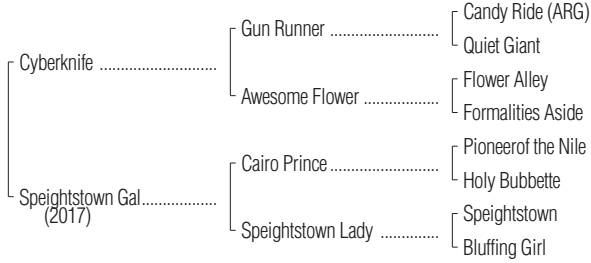 Candy Ride (ARG)
Gun Runner ....................
Quiet Giant
Cyberknife ............................
Flower Alley
Awesome Flower ..................
Formalities Aside
Pioneerof the Nile
Cairo Prince ....................
Holy Bubbette
Speightstown Gal..................
(2017)
Speightstown
Speightstown Lady ..............
Bluffing Girl